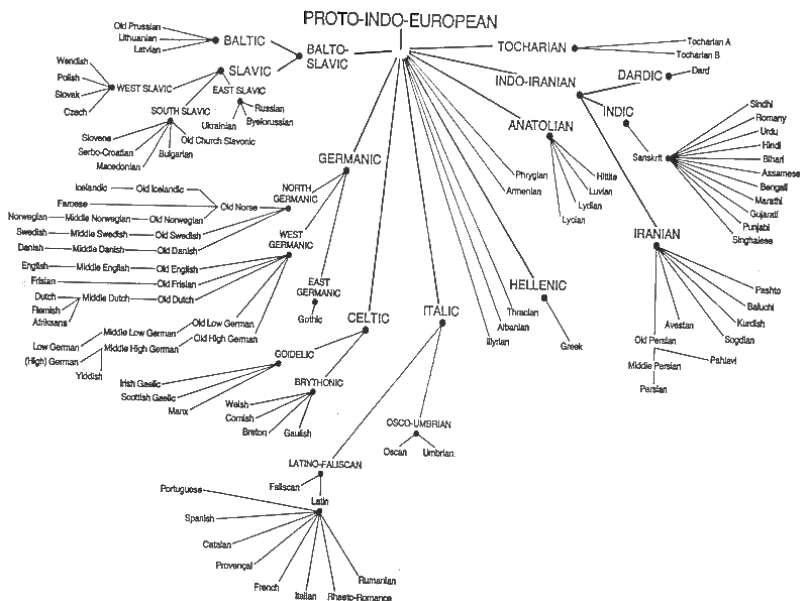 PROTO-INDO-EUROPEAN
Old Prussian
Lithuanian
Latvian
BALTIC
BALTO-
SLAVIC
SLAVIC
Wendish
Polish
Slovak
Czech
WEST SLAVIC
EAST SLAVIC
Russian
Byelorussian
Ukrainian
SOUTH SLAVIC
Old Church Slavonic
Slovene
Serbo-Croatian
Macedonian
Bulgarian
TOCHARIAN
Tocharian A
Tocharian B
INDO-IRANIAN
DARDIC
Dard
INDIC
Sanskrit
Sindhi
Romany
Urdu
Hindi
Bihari
Assamese
Bengali
Marathi
Gujarati
Punjabi
Singhalese
IRANIAN
Pashto
Baluchi
Kurdish
Sogdian
Avestan
Old Persian
Pahlavi
Middle Persian
Persian
ANATOLIAN
Hittite
Luvian
Lydian
Lycian
Phrygian
Armenian
HELLENIC
Greek
Thracian
Albanian
Illyrian
GERMANIC
NORTH
GERMANIC
Icelandic
Old Icelandic
Faroese
Old Norse
Norwegian
Middle Norwegian
Old Norwegian
Swedish
Middle Swedish
Old Swedish
Danish
Middle Danish
Old Danish
WEST
GERMANIC
English
Middle English
Old English
Frisian
Old Frisian
Dutch
Flemish
Afrikaans
Middle Dutch
Old Dutch
Old Low German
Middle Low German
Low German
Old High German
Middle High German
(High) German
Yiddish
EAST
GERMANIC
Gothic
CELTIC
GOIDELIC
Irish Gaelic
Scottish Gaelic
Manx
BRYTHONIC
Welsh
Cornish
Breton
Gaulish
ITALIC
OSCO-UMBRIAN
Oscan
Umbrian
LATINO-FALISCAN
Faliscan
Latin
Portuguese
Spanish
Catalan
Provençal
French
Italian
Rhaeto-Romance
Rumanian